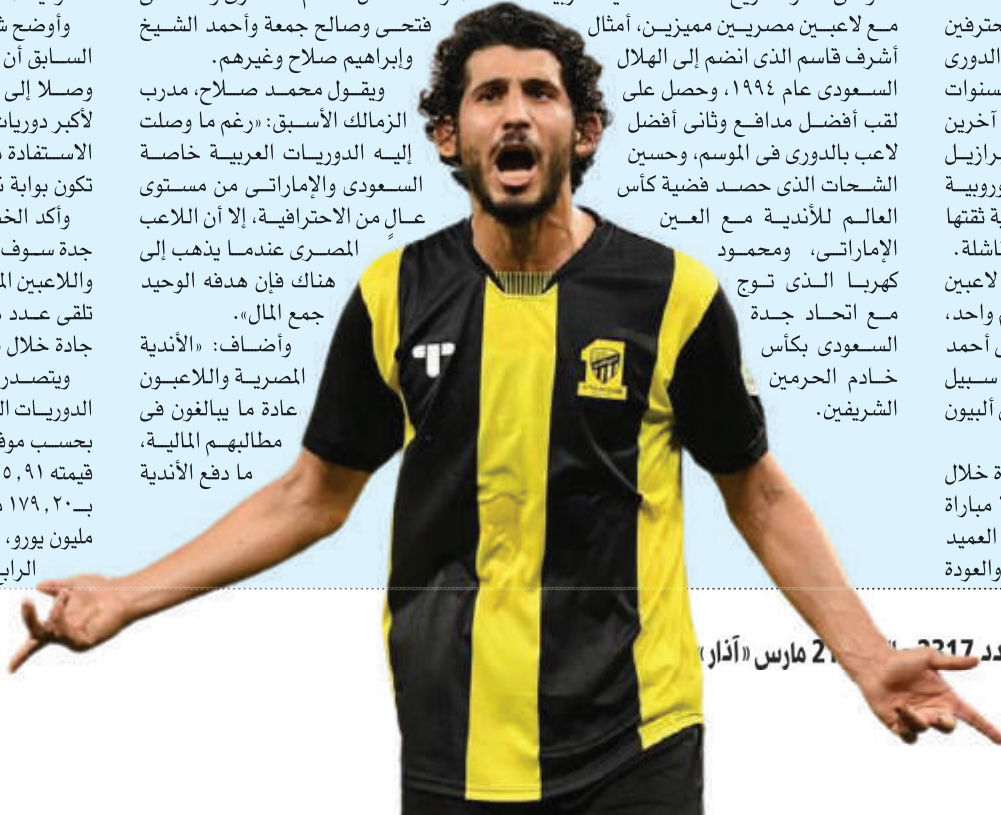 حترفين
الدورى
سنوات
آخرين
برازيل
وروبية
ثقتها
ناشلة.
لاعبين
واحد،
أحمد
سبيل
ألبيون
خلال
مباراة
العميد
والعودة
مع لاعبين مصريين مميزين، أمثال
أشرف قاسم الذى انضم إلى الهلال
السعودى عام ١٩٩٤، وحصل على
لقب أفضل مدافع وثانى أفضل
لاعب بالدورى فى الموسم، وحسين
الشحات الذى حصد فضية كأس
العالم للأندية مع العين
الإماراتى، ومحمود
كهربا الذى توج
مع اتحاد جدة
السعودى بكأس
خادم الحرمين
الشريفين.
فتحى وصالح جمعة وأحمد الشيخ
وإبراهيم صلاح وغيرهم.
ويقول محمد صلاح، مدرب
الزمالك الأسبق: «رغم ما وصلت
إليه الدوريات العربية خاصة
السعودى والإماراتى من مستوى
عالٍ من الاحترافية، إلا أن اللاعب
المصرى عندما يذهب إلى
هناك فإن هدفه الوحيد
جمع المال».
وأضاف: «الأندية
المصرية واللاعبون
عادة ما يبالغون فى
مطالبهم المالية،
ما دفع الأندية
وأوضح
السابق أن
وصلا إلى
لأكبر دوريات
الاستفادة
تكون بوابة
وأكد
جدة سوف
واللاعبين
تلقى عدد
جادة خلال
ويتصدر
الدوريات
بحسب
قيمته ٥,٩١
بـ١٧٩,٢٠
مليون يورو،
2317 21 مارس «آذار»